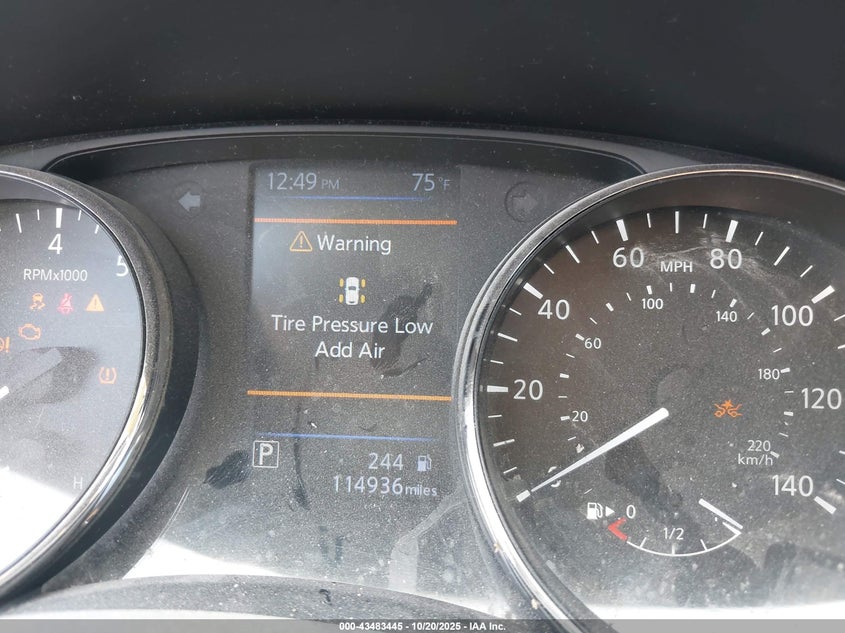 12:49 PM 75°F
Warning
Tire Pressure Low
Add Air
P
244
114936 miles
4
5
RPMx1000
H
20
40
60
80
100
120
140
MPH
20
60
100
140
180
220
km/h
0
1/2
000-43483445 - 10/20/2025 - IAA Inc.